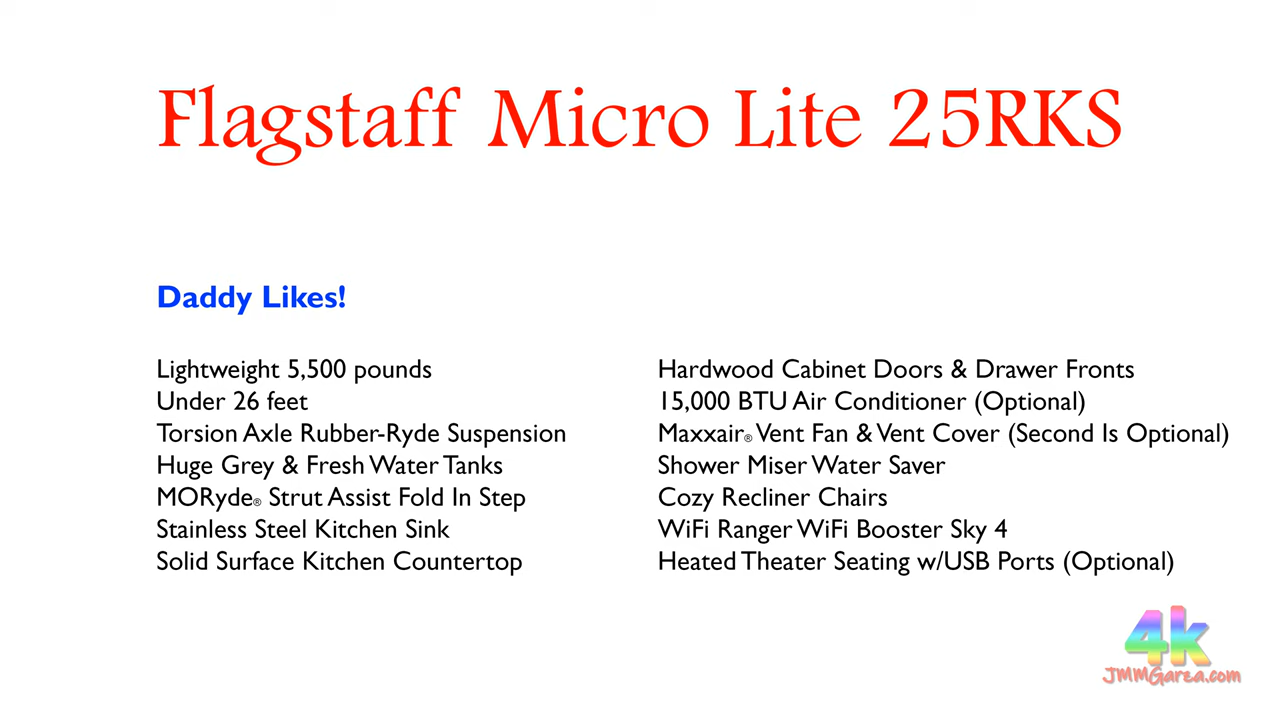 Flagstaff Micro Lite 25RKS
Daddy Likes!
Lightweight 5,500 pounds
Under 26 feet
Torsion Axle Rubber-Ryde Suspension
Huge Grey & Fresh Water Tanks
MORyde® Strut Assist Fold In Step
Stainless Steel Kitchen Sink
Solid Surface Kitchen Countertop
Hardwood Cabinet Doors & Drawer Fronts
15,000 BTU Air Conditioner (Optional)
Maxxair® Vent Fan & Vent Cover (Second Is Optional)
Shower Miser Water Saver
Cozy Recliner Chairs
WiFi Ranger WiFi Booster Sky 4
Heated Theater Seating w/USB Ports (Optional)
4k
JMMGarza.com